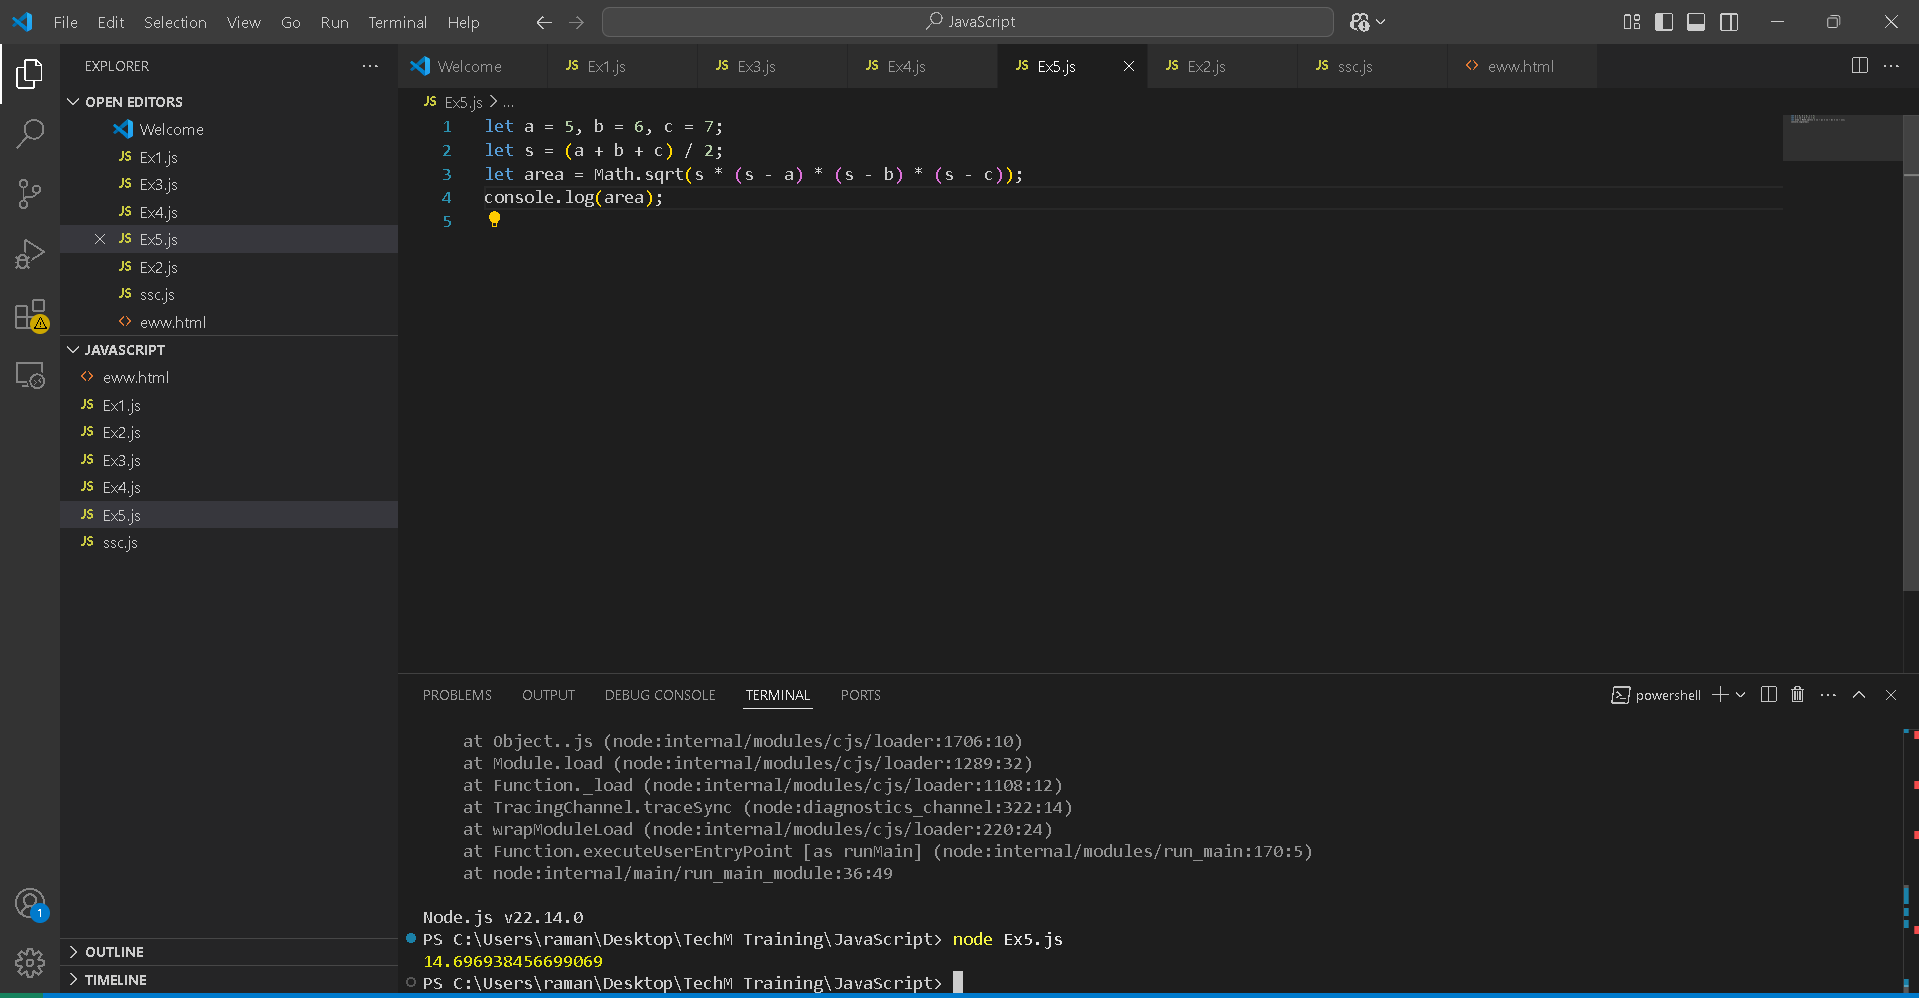 File Edit Selection View Go Run Terminal Help
JavaScript
EXPLORER
OPEN EDITORS
Welcome
JS Ex1.js
JS Ex3.js
JS Ex4.js
JS Ex5.js
JS Ex2.js
JS ssc.js
<> eww.html
JAVASCRIPT
<> eww.html
JS Ex1.js
JS Ex2.js
JS Ex3.js
JS Ex4.js
JS Ex5.js
JS ssc.js
1
OUTLINE
TIMELINE
Welcome JS Ex1.js JS Ex3.js JS Ex4.js JS Ex5.js JS Ex2.js JS ssc.js <> eww.html
JS Ex5.js > ...
1 let a = 5, b = 6, c = 7;
2 let s = (a + b + c) / 2;
3 let area = Math.sqrt(s * (s - a) * (s - b) * (s - c));
4 console.log(area);
5
PROBLEMS OUTPUT DEBUG CONSOLE TERMINAL PORTS
powershell
at Object..js (node:internal/modules/cjs/loader:1706:10)
at Module.load (node:internal/modules/cjs/loader:1289:32)
at Function._load (node:internal/modules/cjs/loader:1108:12)
at TracingChannel.traceSync (node:diagnostics_channel:322:14)
at wrapModuleLoad (node:internal/modules/cjs/loader:220:24)
at Function.executeUserEntryPoint [as runMain] (node:internal/modules/run_main:170:5)
at node:internal/main/run_main_module:36:49
Node.js v22.14.0
PS C:\Users\raman\Desktop\TechM Training\JavaScript> node Ex5.js
14.696938456699069
PS C:\Users\raman\Desktop\TechM Training\JavaScript>